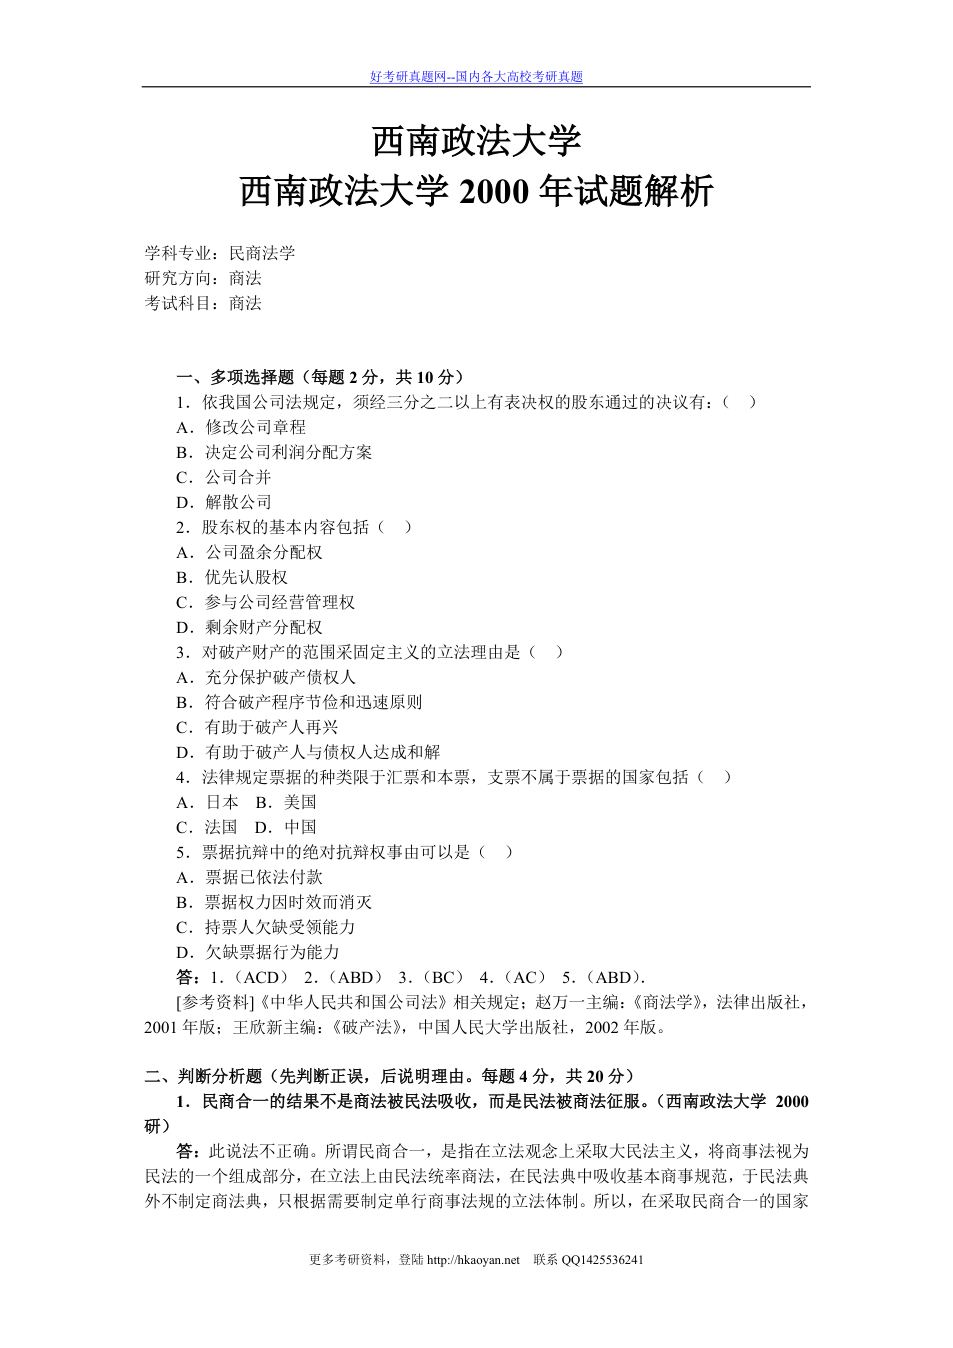 好考研真题网--国内各大高校考研真题
西南政法大学
西南政法大学 2000 年试题解析
学科专业：民商法学
研究方向：商法
考试科目：商法
一、多项选择题（每题 2 分，共 10 分）
1．依我国公司法规定，须经三分之二以上有表决权的股东通过的决议有：（ ）
A．修改公司章程
B．决定公司利润分配方案
C．公司合并
D．解散公司
2．股东权的基本内容包括（ ）
A．公司盈余分配权
B．优先认股权
C．参与公司经营管理权
D．剩余财产分配权
3．对破产财产的范围采固定主义的立法理由是（ ）
A．充分保护破产债权人
B．符合破产程序节俭和迅速原则
C．有助于破产人再兴
D．有助于破产人与债权人达成和解
4．法律规定票据的种类限于汇票和本票，支票不属于票据的国家包括（ ）
A．日本 B．美国
C．法国 D．中国
5．票据抗辩中的绝对抗辩权事由可以是（ ）
A．票据已依法付款
B．票据权力因时效而消灭
C．持票人欠缺受领能力
D．欠缺票据行为能力
答：1．（ACD） 2．（ABD） 3．（BC） 4．（AC） 5．（ABD）．
[参考资料]《中华人民共和国公司法》相关规定；赵万一主编：《商法学》，法律出版社，
2001 年版；王欣新主编：《破产法》，中国人民大学出版社，2002 年版。
二、判断分析题（先判断正误，后说明理由。每题 4 分，共 20 分）
1．民商合一的结果不是商法被民法吸收，而是民法被商法征服。（西南政法大学 2000
研）
答：此说法不正确。所谓民商合一，是指在立法观念上采取大民法主义，将商事法视为
民法的一个组成部分，在立法上由民法统率商法，在民法典中吸收基本商事规范，于民法典
外不制定商法典，只根据需要制定单行商事法规的立法体制。所以，在采取民商合一的国家
更多考研资料，登陆 http://hkaoyan.net 联系 QQ1425536241